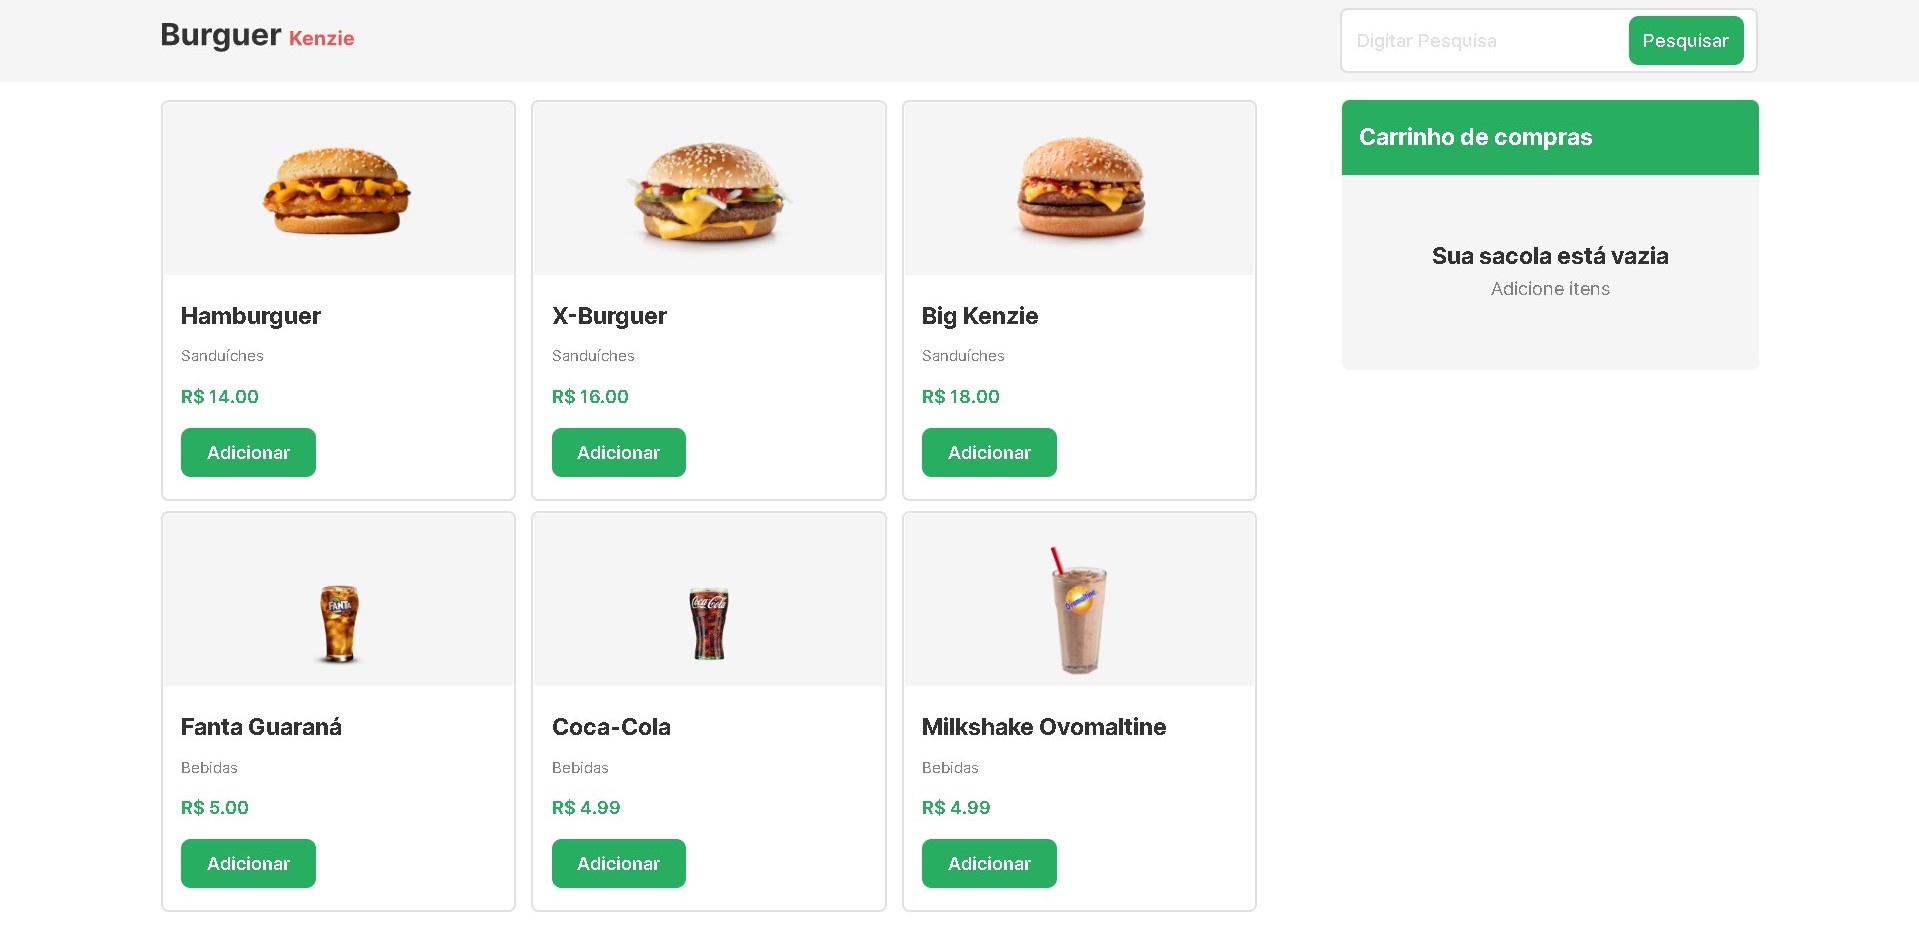 Burguer Kenzie
Digitar Pesquisa
Pesquisar
Hamburguer
Sanduíches
R$ 14.00
Adicionar
X-Burguer
Sanduíches
R$ 16.00
Adicionar
Big Kenzie
Sanduíches
R$ 18.00
Adicionar
FANTA
Fanta Guaraná
Bebidas
R$ 5.00
Adicionar
Coca-Cola
Coca-Cola
Bebidas
R$ 4.99
Adicionar
Ovomaltine
Milkshake Ovomaltine
Bebidas
R$ 4.99
Adicionar
Carrinho de compras
Sua sacola está vazia
Adicione itens